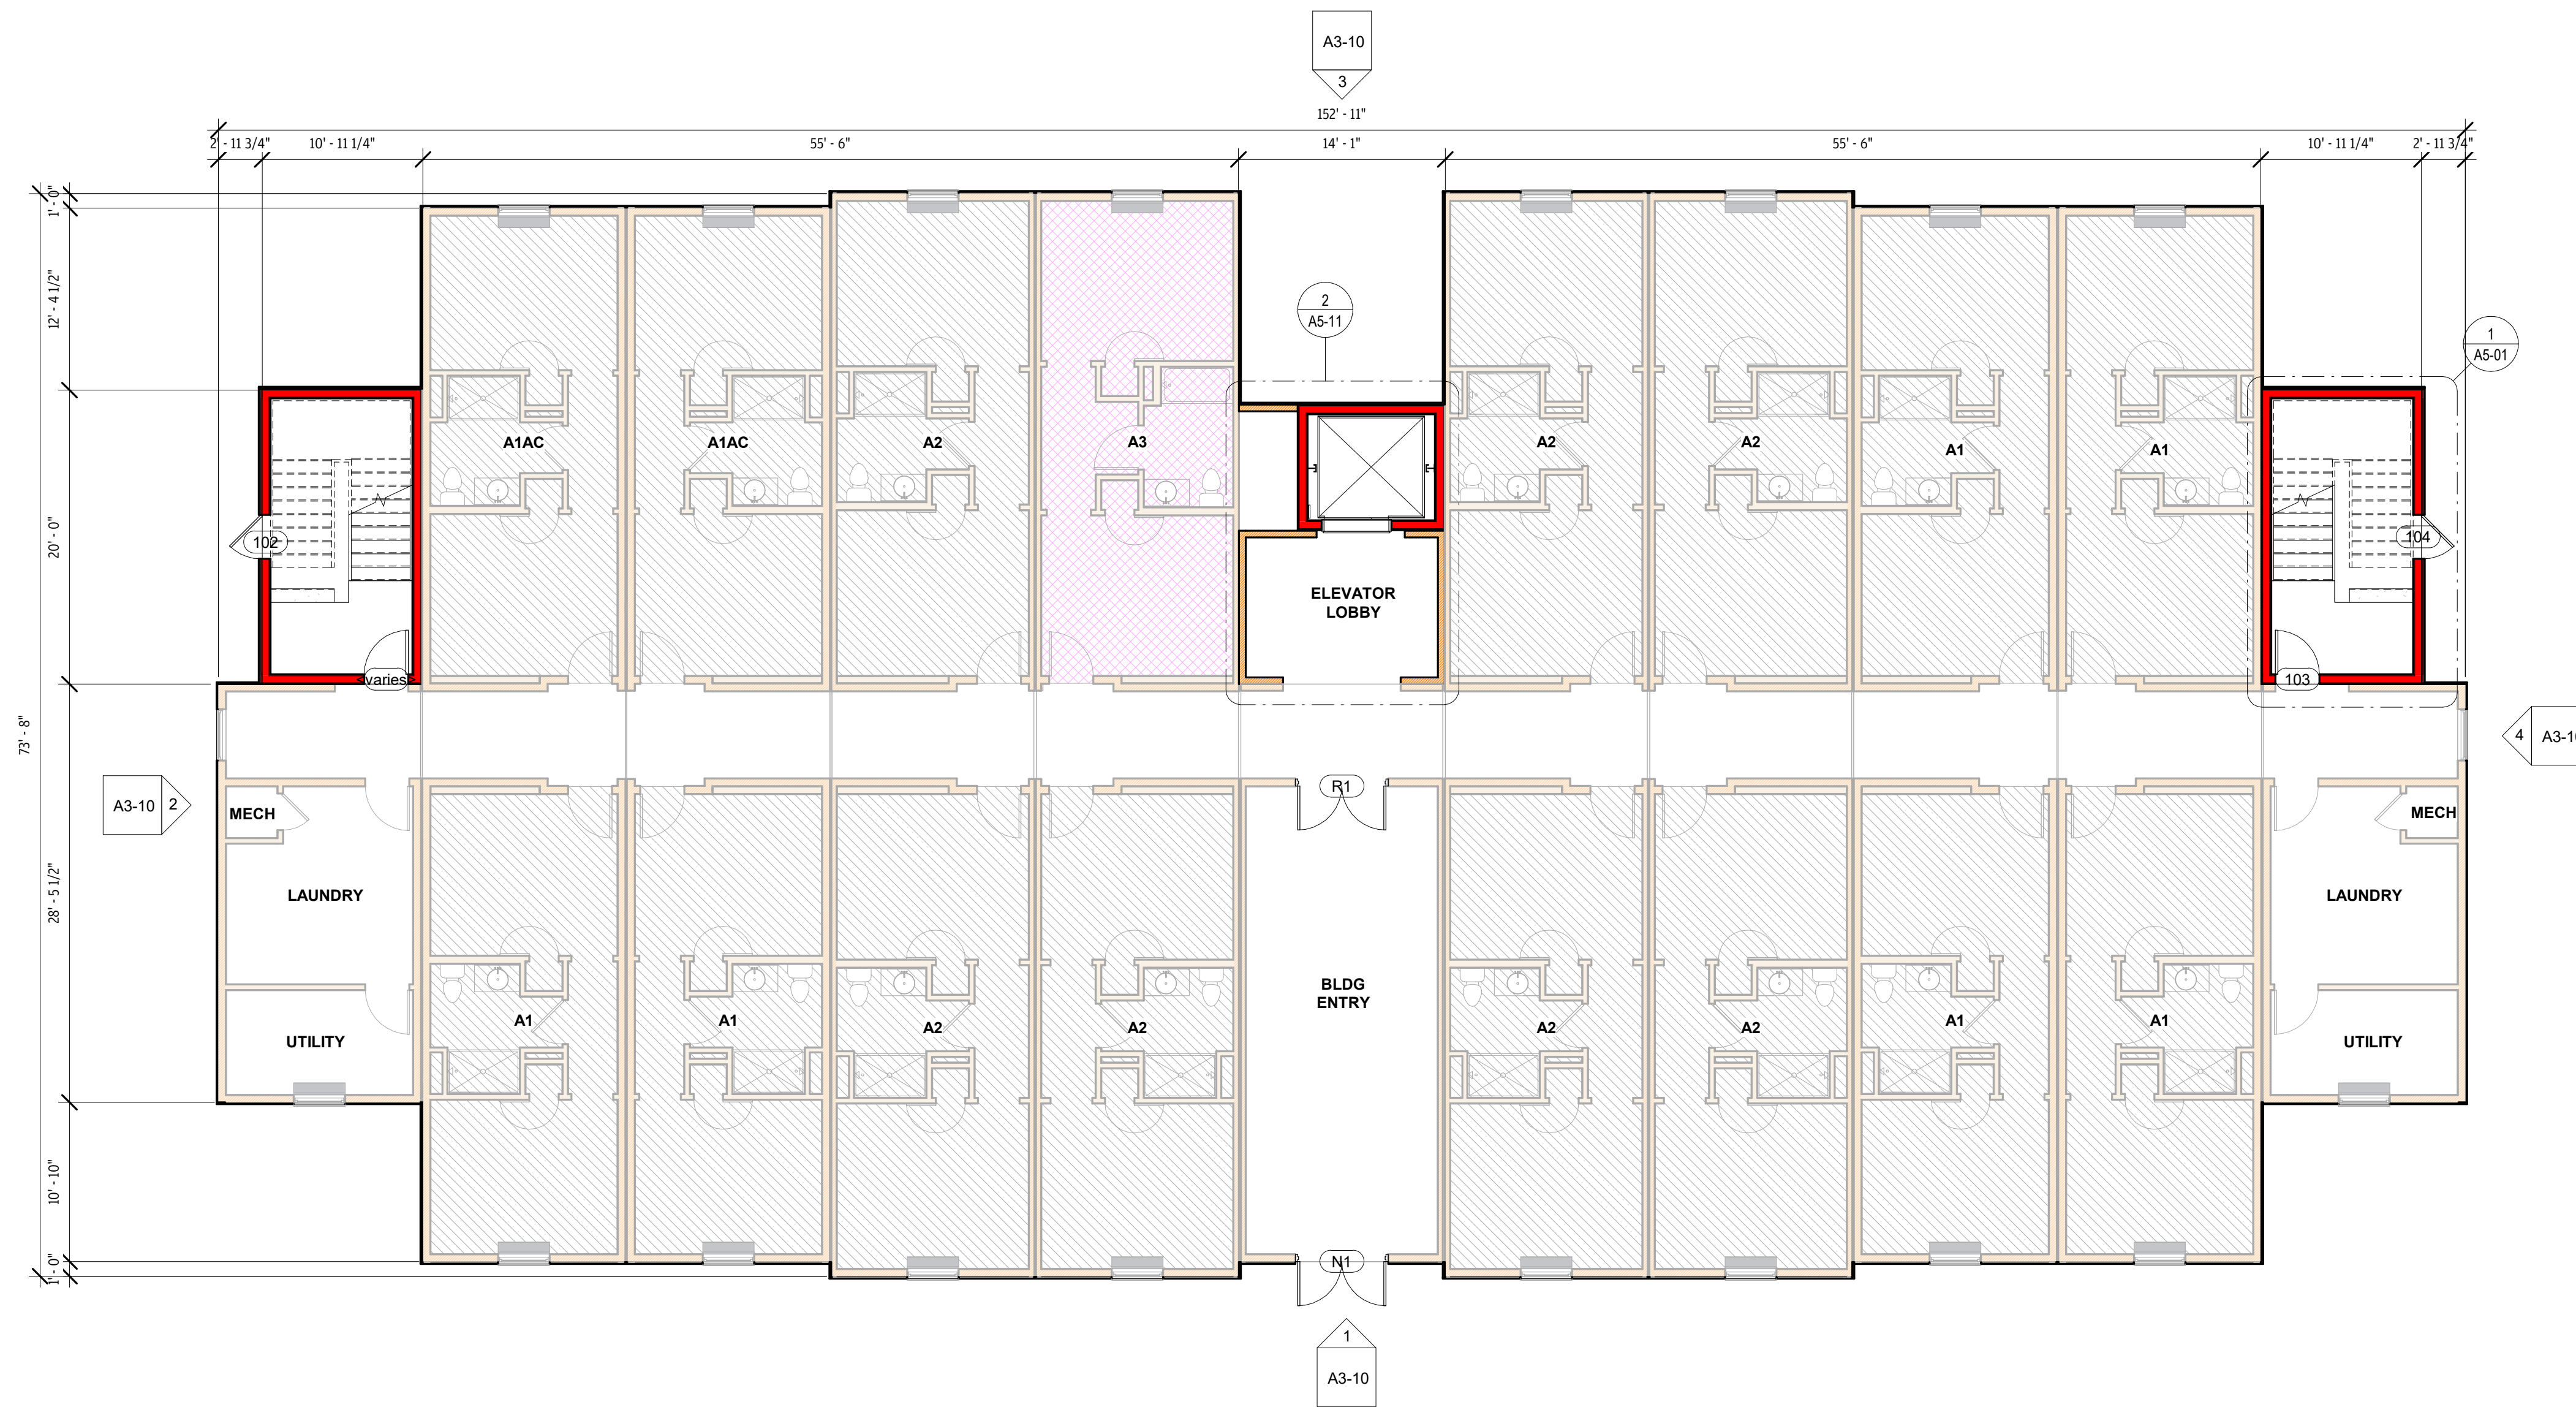 A3-10
3
152' - 11"
2' - 11 3/4"
10' - 11 1/4"
55' - 6"
14' - 1"
55' - 6"
10' - 11 1/4"
2' - 11 3/4"
1' - 0"
12' - 4 1/2"
20' - 0"
73' - 8"
28' - 5 1/2"
10' - 10"
1' - 0"
2
A5-11
1
A5-01
A1AC
A1AC
A2
A3
A2
A2
A1
A1
102
104
ELEVATOR
LOBBY
<varies>
103
4
A3-1
A3-10
2
R1
MECH
MECH
LAUNDRY
LAUNDRY
BLDG
ENTRY
A1
A1
A2
A2
A2
A2
A1
A1
UTILITY
UTILITY
N1
1
A3-10